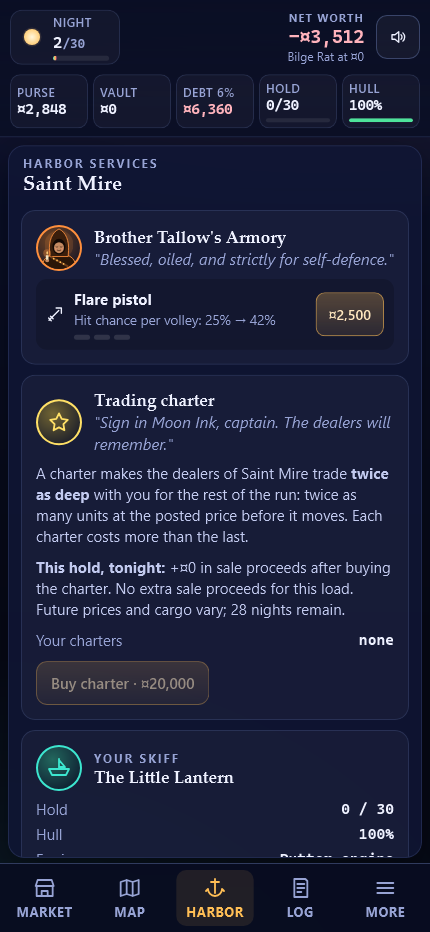 NIGHT
2/30
NET WORTH
−¤3,512
Bilge Rat at ¤0
PURSE
¤2,848
VAULT
¤0
DEBT 6%
¤6,360
HOLD
0/30
HULL
100%
HARBOR SERVICES
Saint Mire
Brother Tallow's Armory
"Blessed, oiled, and strictly for self-defence."
Flare pistol
Hit chance per volley: 25% → 42%
¤2,500
Trading charter
"Sign in Moon Ink, captain. The dealers will
remember."
A charter makes the dealers of Saint Mire trade twice
as deep with you for the rest of the run: twice as
many units at the posted price before it moves. Each
charter costs more than the last.
This hold, tonight: +¤0 in sale proceeds after buying
the charter. No extra sale proceeds for this load.
Future prices and cargo vary; 28 nights remain.
Your charters
none
Buy charter · ¤20,000
YOUR SKIFF
The Little Lantern
Hold
0 / 30
Hull
100%
MARKET
MAP
HARBOR
LOG
MORE